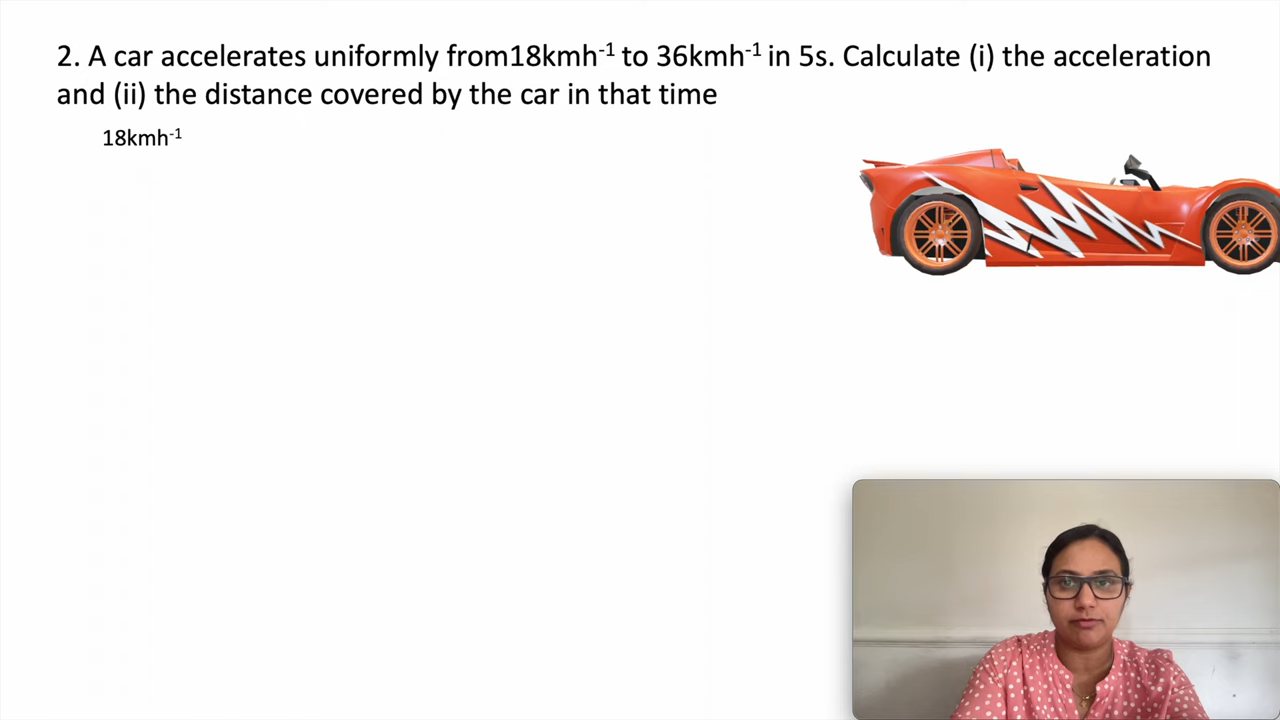 2. A car accelerates uniformly from18kmh⁻¹ to 36kmh⁻¹ in 5s. Calculate (i) the acceleration
and (ii) the distance covered by the car in that time
18kmh⁻¹